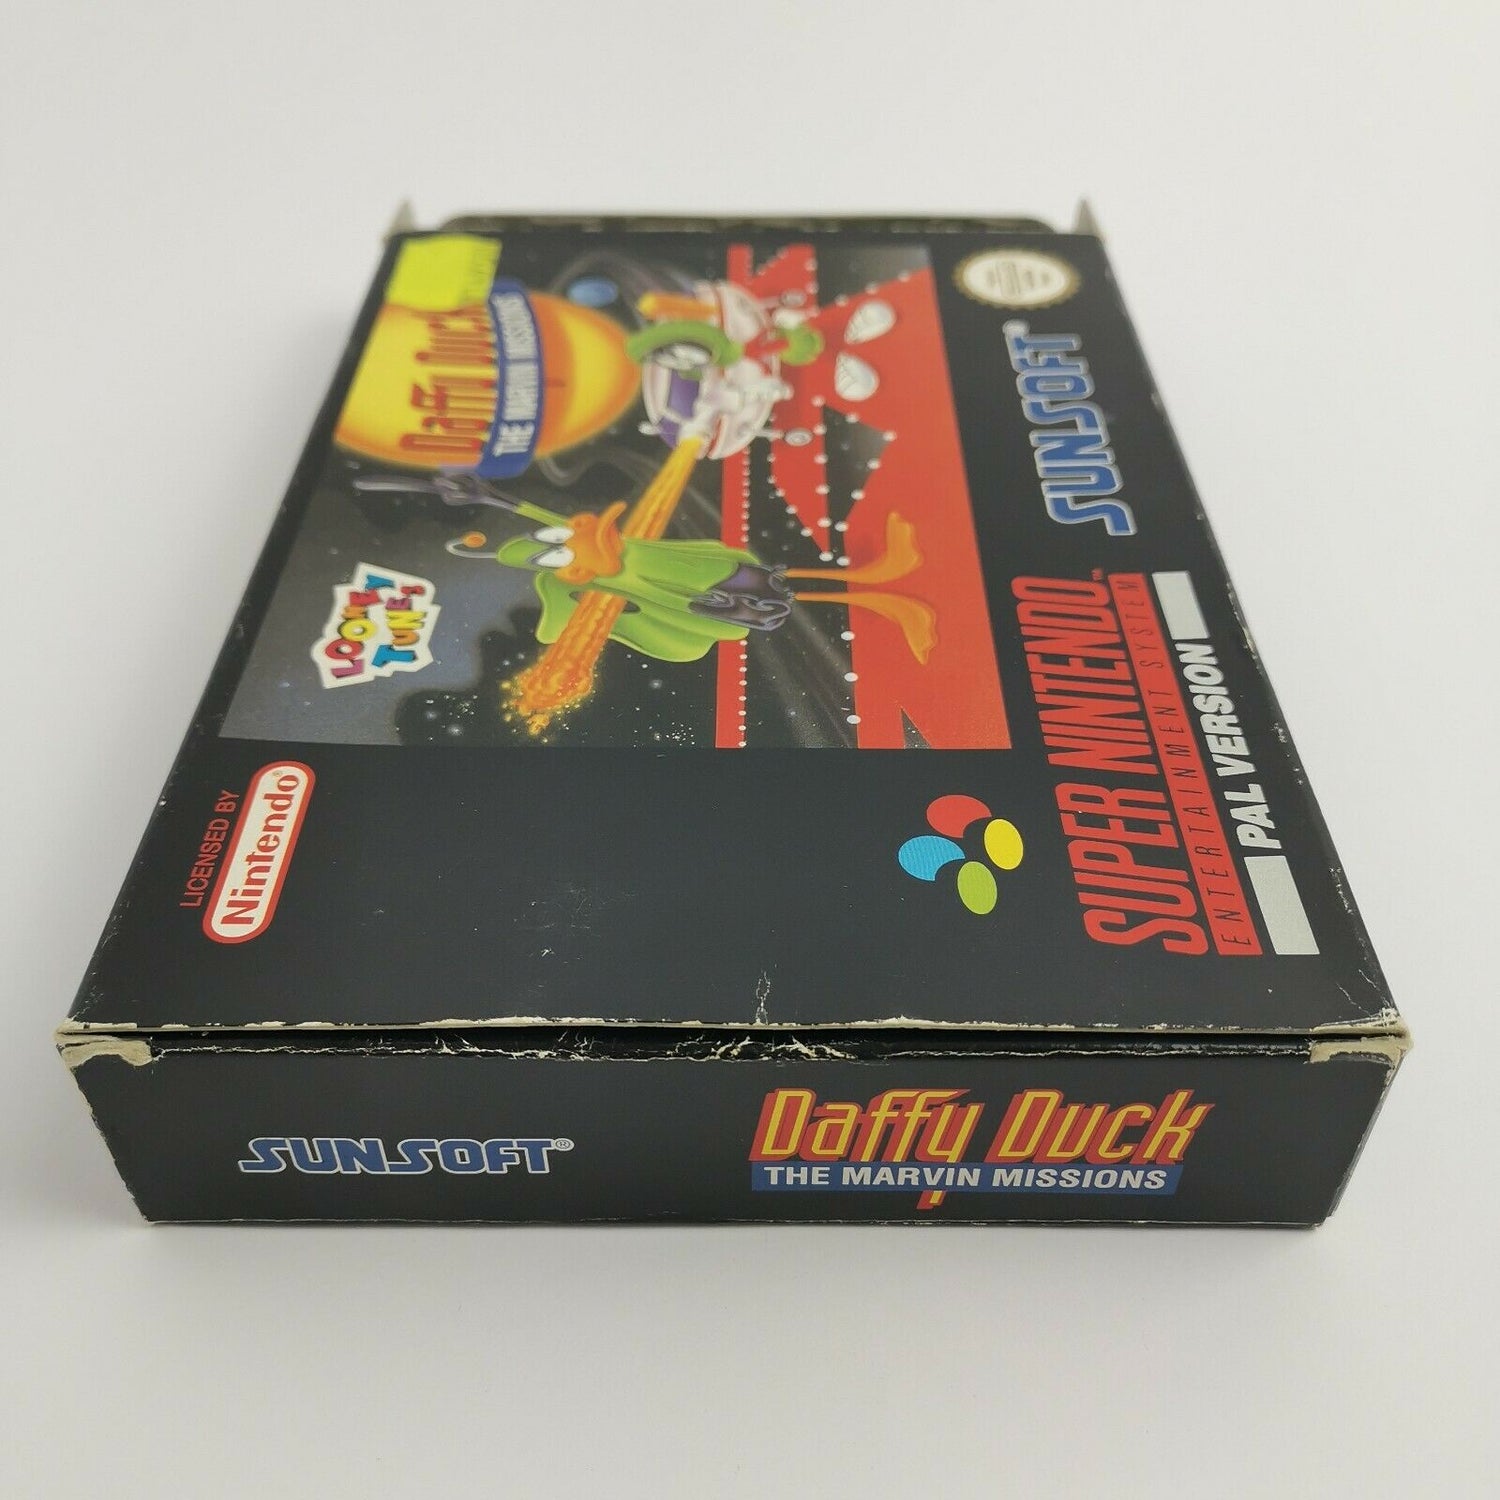 Daffy Duck
THE MARVIN MISSIONS
LOONEY
TUNES
LICENSED BY
Nintendo®
SUNSOFT®
SUPER NINTENDO™
ENTERTAINMENT SYSTEM
PAL VERSION
SUNSOFT®
Daffy Duck
THE MARVIN MISSIONS